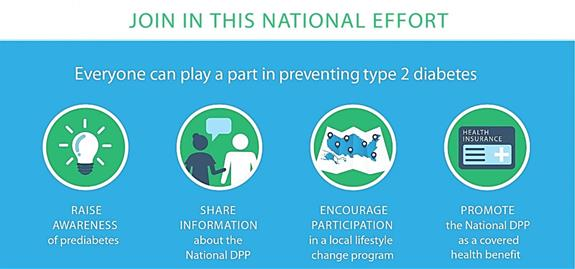 JOIN IN THIS NATIONAL EFFORT
Everyone can play a part in preventing type 2 diabetes
HEALTH
INSURANCE
RAISE
AWARENESS
of prediabetes
SHARE
INFORMATION
about the
National DPP
ENCOURAGE
PARTICIPATION
in a local lifestyle
change program
PROMOTE
the National DPP
as a covered
health benefit